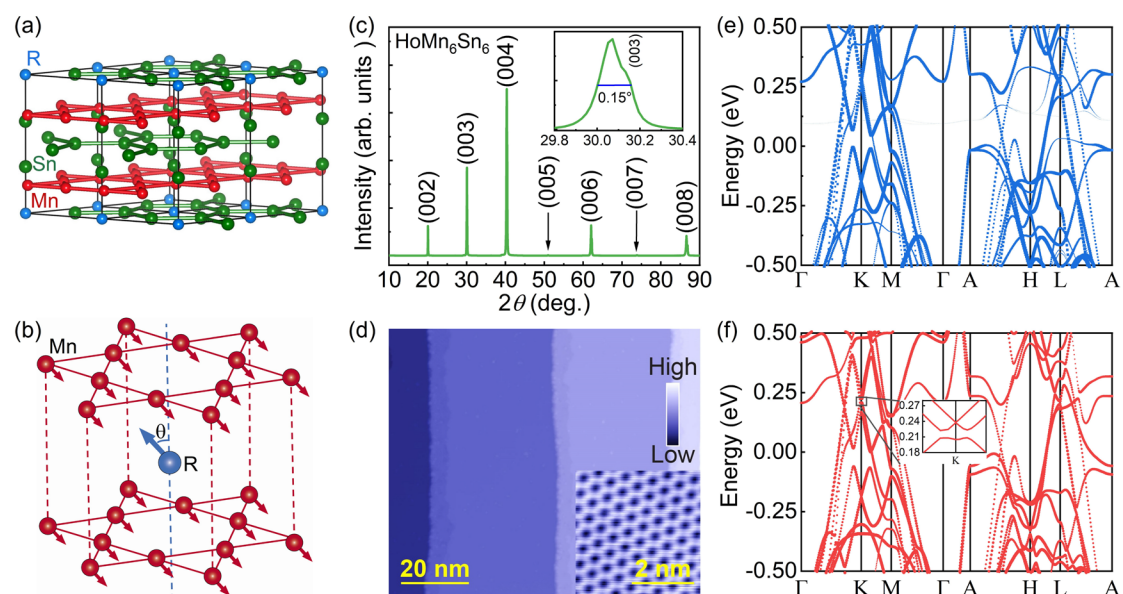 (a)
R
Sn
Mn
(b)
Mn
θ
R
(c)
HoMn6Sn6
Intensity (arb. units)
(002)
(003)
(004)
(005)
(006)
(007)
(008)
(003)
0.15°
29.8 30.0 30.2 30.4
10 20 30 40 50 60 70 80 90
2θ (deg.)
(d)
High
Low
20 nm
2 nm
(e)
Energy (eV)
0.50
0.25
0.00
-0.25
-0.50
Γ K M Γ A H L A
(f)
Energy (eV)
0.50
0.25
0.00
-0.25
-0.50
0.27
0.24
0.21
0.18
K
Γ K M Γ A H L A